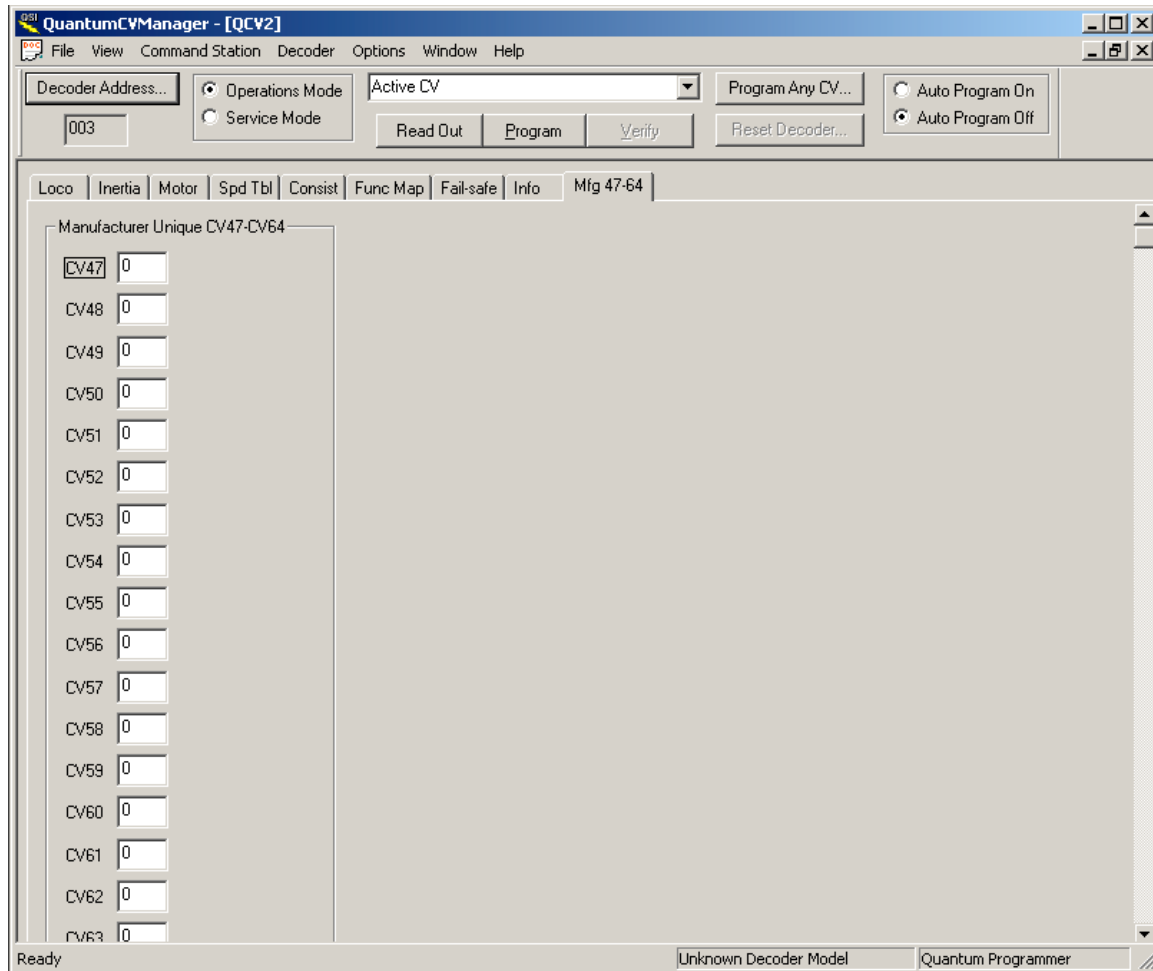 QSI QuantumCVManager - [QCV2]
DOC File View Command Station Decoder Options Window Help
Decoder Address...
003
Operations Mode
Service Mode
Active CV
Read Out Program Verify
Program Any CV...
Reset Decoder...
Auto Program On
Auto Program Off
Loco Inertia Motor Spd Tbl Consist Func Map Fail-safe Info Mfg 47-64
Manufacturer Unique CV47-CV64
CV47 0
CV48 0
CV49 0
CV50 0
CV51 0
CV52 0
CV53 0
CV54 0
CV55 0
CV56 0
CV57 0
CV58 0
CV59 0
CV60 0
CV61 0
CV62 0
CV63 0
Ready Unknown Decoder Model Quantum Programmer